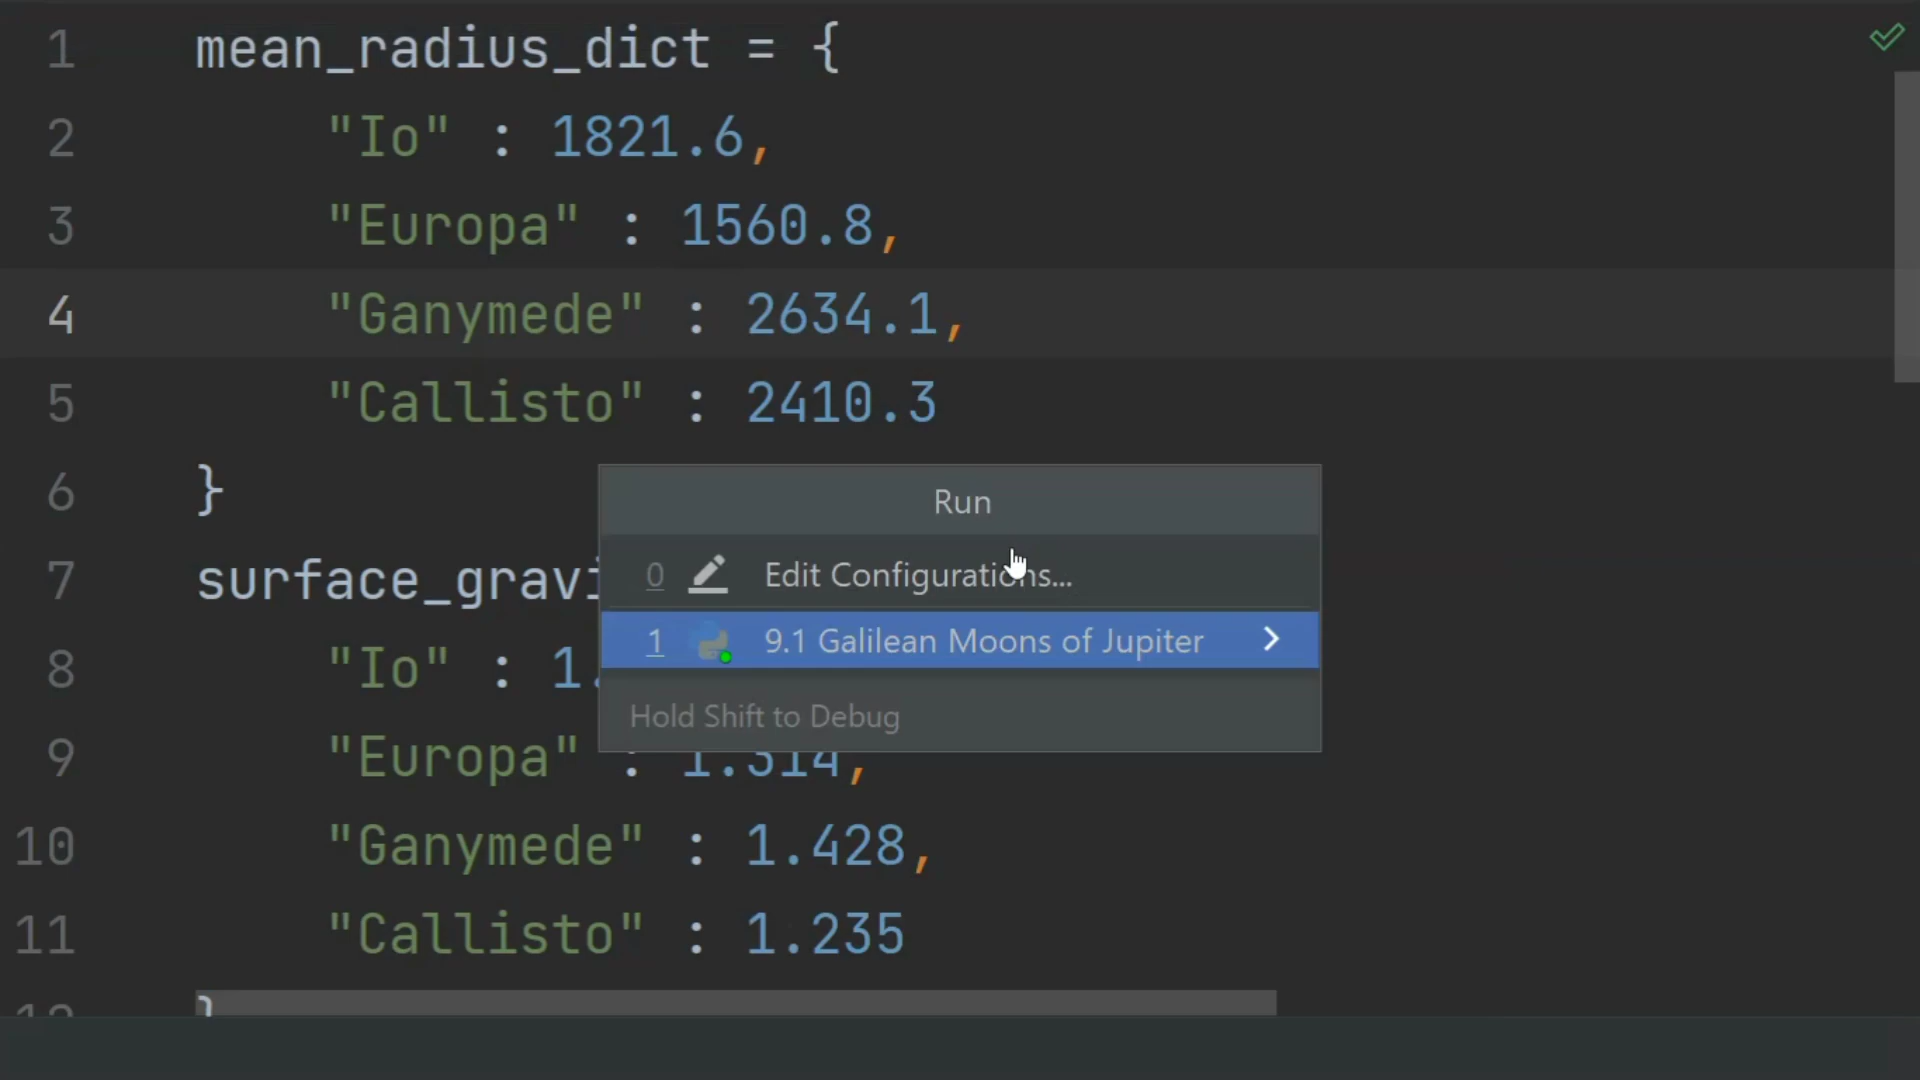 1 mean_radius_dict = {
2 "Io" : 1821.6,
3 "Europa" : 1560.8,
4 "Ganymede" : 2634.1,
5 "Callisto" : 2410.3
6 }
Run
0 Edit Configurations...
7 surface_gravi
1 9.1 Galilean Moons of Jupiter
8 "Io" : 1.
Hold Shift to Debug
9 "Europa" : 1.314,
10 "Ganymede" : 1.428,
11 "Callisto" : 1.235
12 }